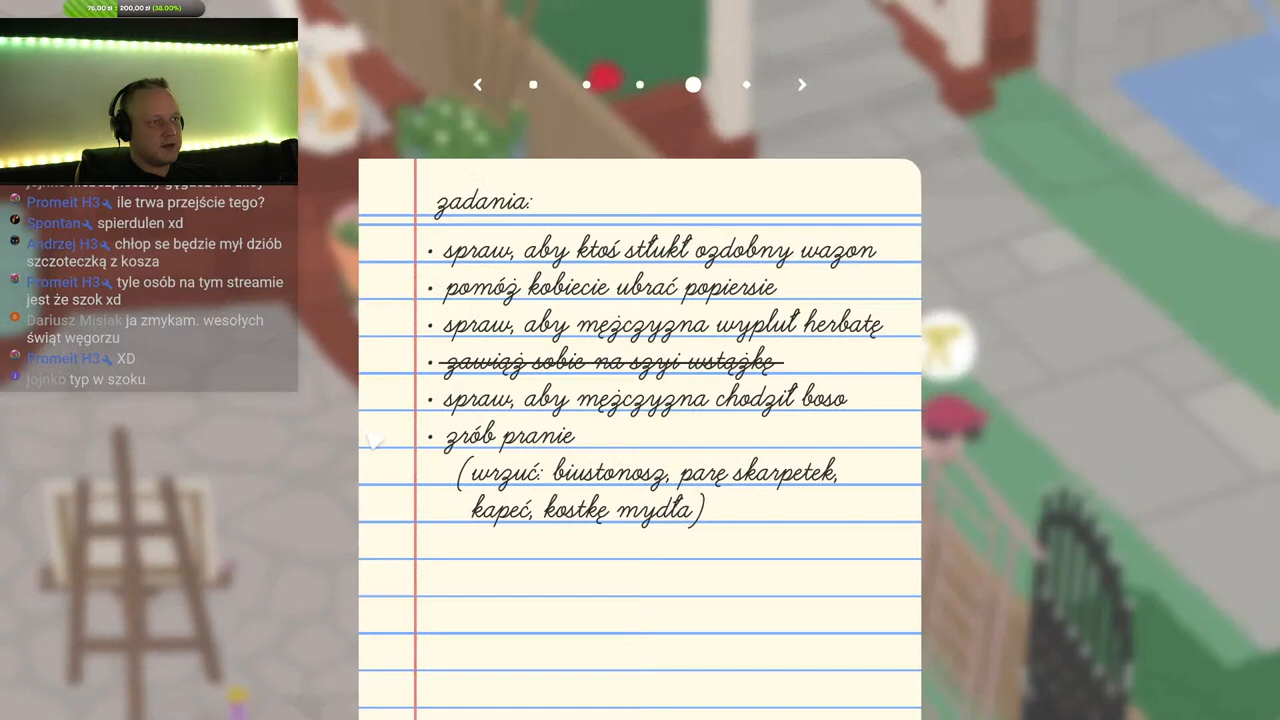 76,00 zł : 200,00 zł (38.00%)
Promeit H3 ile trwa przejście tego?
Spontan spierdulen xd
Andrzej H3 chłop se będzie mył dziób
szczoteczką z kosza
Promeit H3 tyle osób na tym streamie
jest że szok xd
Dariusz Misiak ja zmykam. wesołych
świąt węgorzu
Promeit H3 XD
jojnko typ w szoku
zadania:
• spraw, aby ktoś stłukł ozdobny wazon
• pomóż kobiecie ubrać popiersie
• spraw, aby mężczyzna wypluł herbatę
• zawiąż sobie na szyi wstążkę
• spraw, aby mężczyzna chodził boso
• zrób pranie
(wrzuć: biustonosz, parę skarpetek,
kapeć, kostkę mydła)